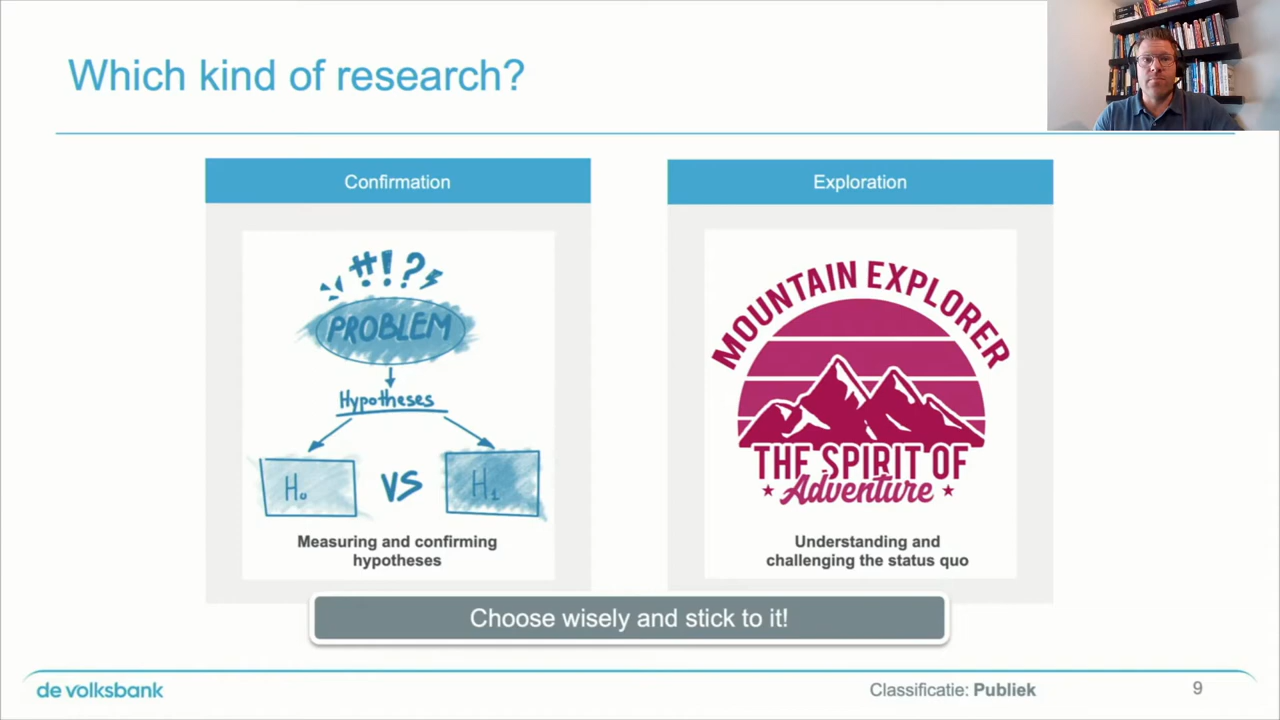 Which kind of research?
Confirmation
#!?
PROBLEM
Hypotheses
H₀ VS H₁
Measuring and confirming
hypotheses
Exploration
MOUNTAIN EXPLORER
THE SPIRIT OF
Adventure
Understanding and
challenging the status quo
Choose wisely and stick to it!
de volksbank
Classificatie: Publiek
9